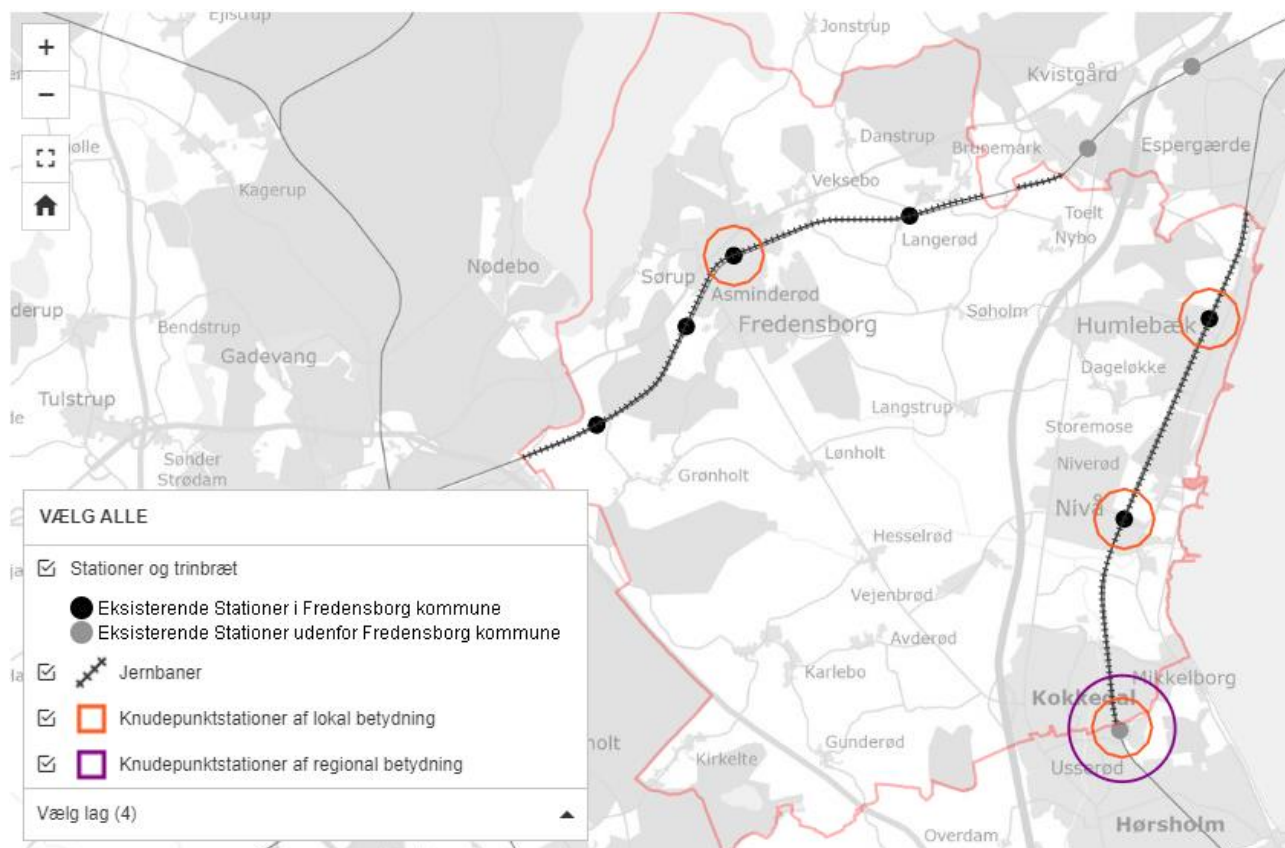 Ejlstrup
Jonstrup
+
Kvistgård
−
Danstrup
Brunemark
Espergærde
ølle
Kagerup
Veksebo
Toelt
Langerød
Nybo
Nødebo
Sørup
Asminderød
Søholm
derup
Bendstrup
Fredensborg
Humlebæk
Gadevang
Dageløkke
Tulstrup
Langstrup
Storemose
Sønder
Strødam
Grønholt
Lønholt
Niverød
Nivå
VÆLG ALLE
Hesselrød
Stationer og trinbræt
Eksisterende Stationer i Fredensborg kommune
Vejenbrød
Eksisterende Stationer udenfor Fredensborg kommune
Avderød
Jernbaner
Karlebo
Mikkelborg
Kokkedal
Knudepunktstationer af lokal betydning
holt
Gunderød
Kirkelte
Knudepunktstationer af regional betydning
Usserød
Vælg lag (4)
Overdam
Hørsholm